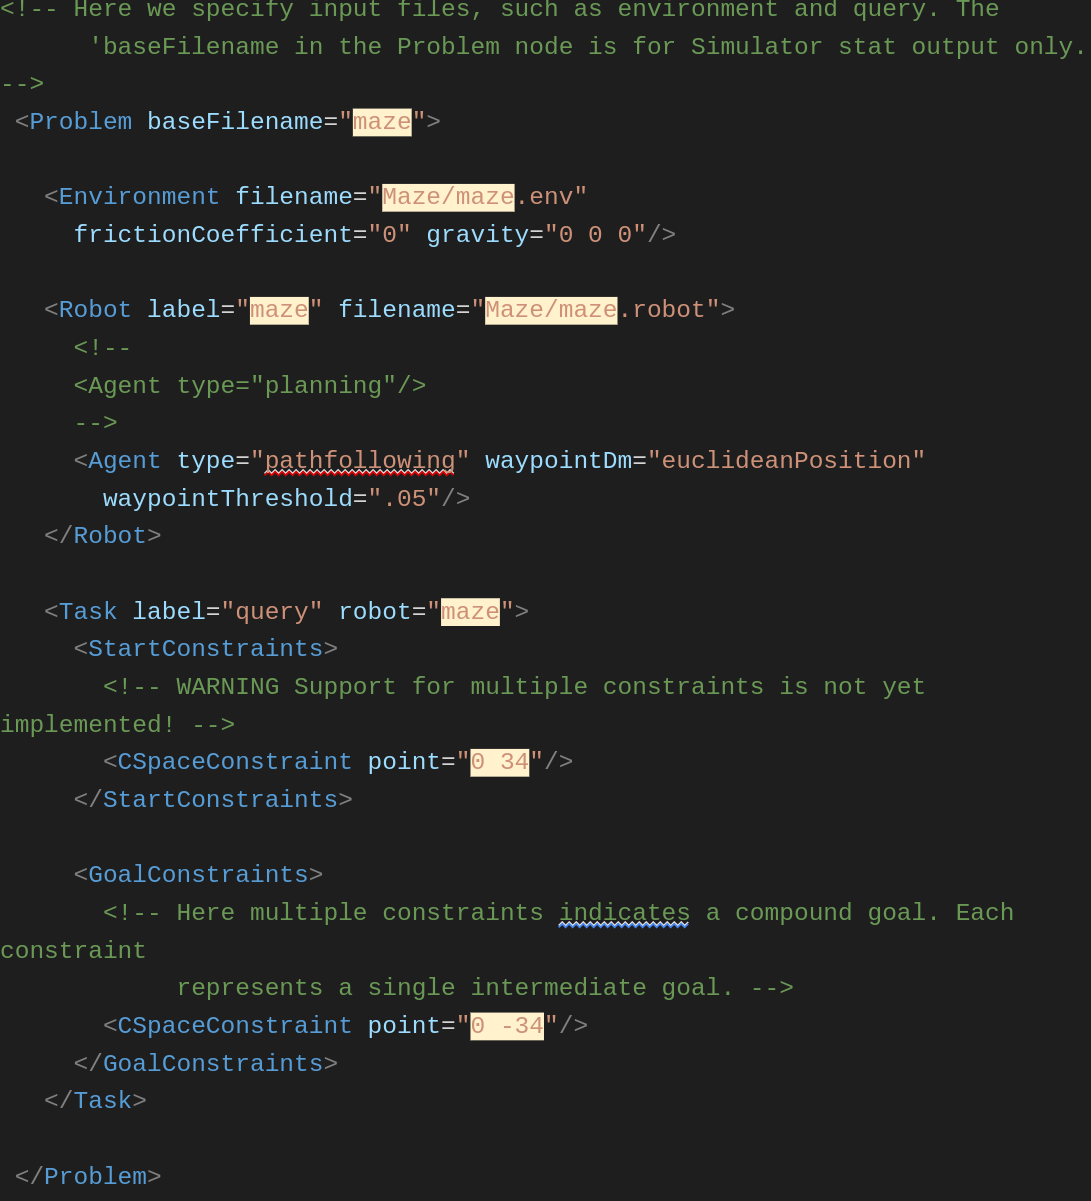 <!-- Here we specify input files, such as environment and query. The
'baseFilename in the Problem node is for Simulator stat output only.
-->
<Problem baseFilename="maze">
<Environment filename="Maze/maze.env"
frictionCoefficient="0" gravity="0 0 0"/>
<Robot label="maze" filename="Maze/maze.robot">
<!--
<Agent type="planning"/>
-->
<Agent type="pathfollowing" waypointDm="euclideanPosition"
waypointThreshold=".05"/>
</Robot>
<Task label="query" robot="maze">
<StartConstraints>
<!-- WARNING Support for multiple constraints is not yet
implemented! -->
<CSpaceConstraint point="0 34"/>
</StartConstraints>
<GoalConstraints>
<!-- Here multiple constraints indicates a compound goal. Each
constraint
represents a single intermediate goal. -->
<CSpaceConstraint point="0 -34"/>
</GoalConstraints>
</Task>
</Problem>